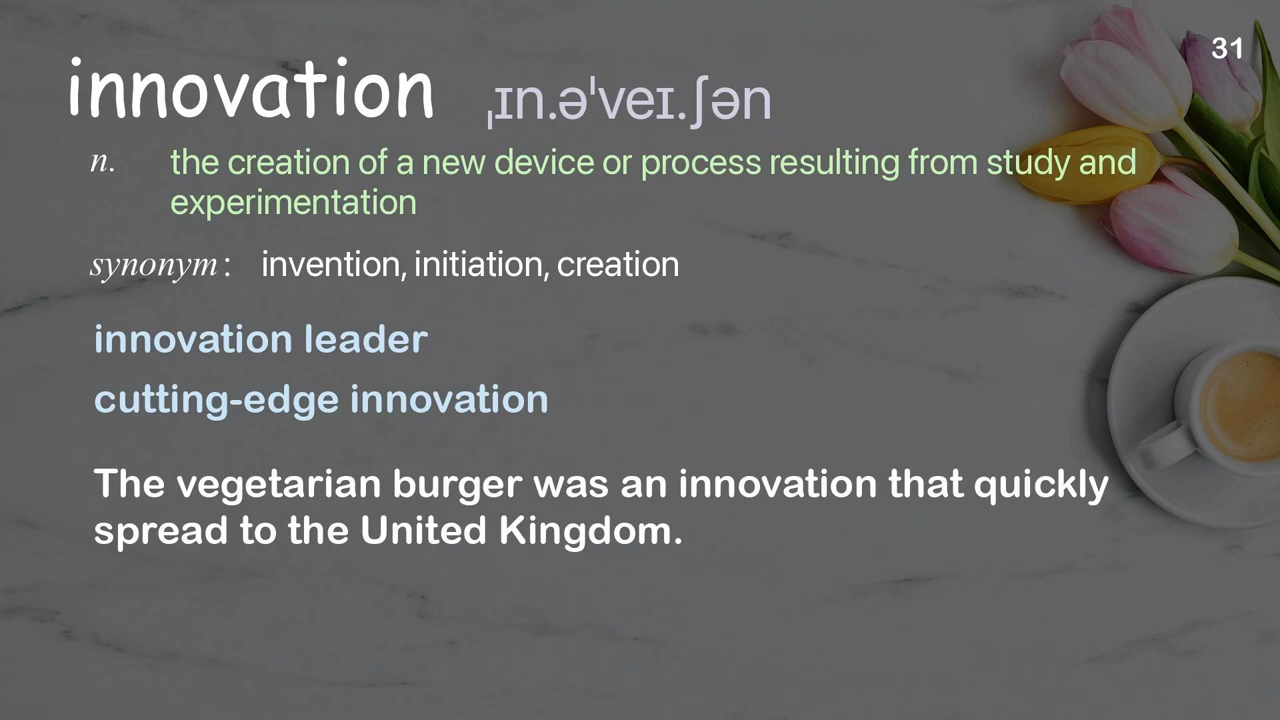 31
innovation ˌɪn.əˈveɪ.ʃən
n. the creation of a new device or process resulting from study and
experimentation
synonym : invention, initiation, creation
innovation leader
cutting-edge innovation
The vegetarian burger was an innovation that quickly
spread to the United Kingdom.